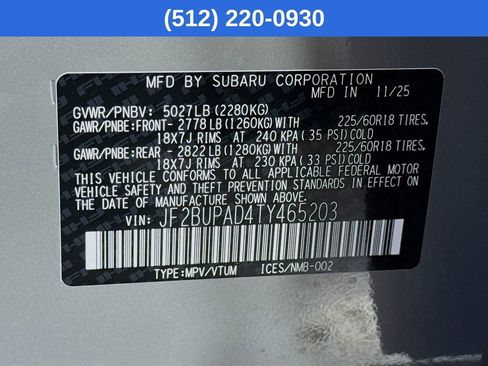 (512) 220-0930
MFD BY SUBARU CORPORATION
MFD IN 11/25
GVWR/PNBV: 5027LB (2280KG)
GAWR/PNBE:FRONT- 2778 LB (1260KG) WITH 225/60R18 TIRES,
18X7J RIMS AT 240 KPA (35 PSI) COLD
GAWR/PNBE:REAR - 2822 LB (1280KG) WITH 225/60R18 TIRES,
18X7J RIMS AT 230 KPA (33 PSI) COLD
THIS VEHICLE CONFORMS TO ALL APPLICABLE FEDERAL MOTOR
VEHICLE SAFETY AND BUMPER STANDARDS IN EFFECT ON
THE DATE OF MANUFACTURE SHOWN ABOVE.
VIN: JF2BUPAD4TY465203
TYPE:MPV/VTUM ICES/NMB-002